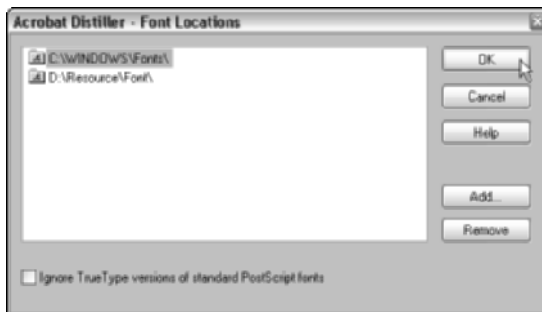 Acrobat Distiller - Font Locations
C:\WINDOWS\Fonts\
D:\Resource\Font\
OK
Cancel
Help
Add...
Remove
Ignore TrueType versions of standard PostScript fonts